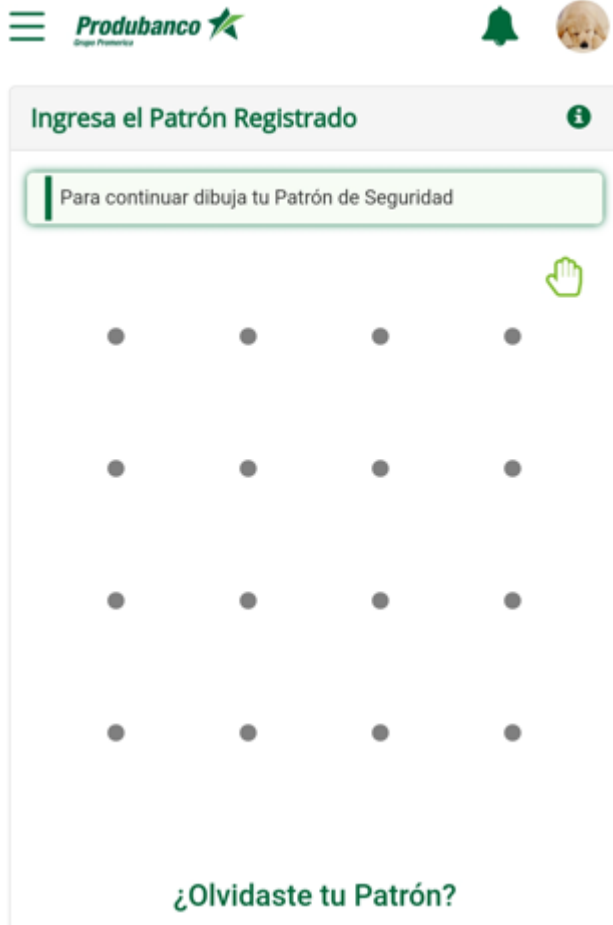 Produbanco
Grupo Promerica
Ingresa el Patrón Registrado
Para continuar dibuja tu Patrón de Seguridad
¿Olvidaste tu Patrón?